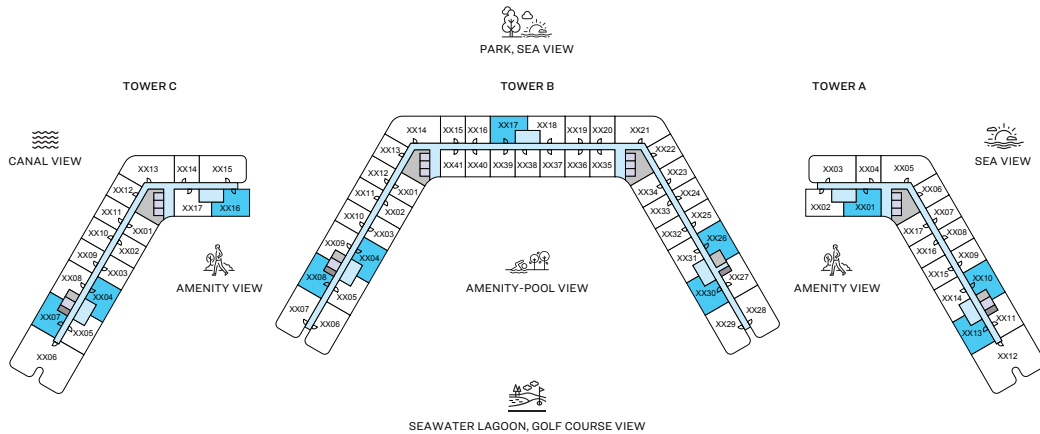 PARK, SEA VIEW
TOWER C
TOWER B
TOWER A
CANAL VIEW
SEA VIEW
XX13
XX14
XX15
XX12
XX11
XX10
XX09
XX08
XX07
XX06
XX01
XX02
XX03
XX04
XX05
XX17
XX16
AMENITY VIEW
XX14
XX15
XX16
XX17
XX18
XX19
XX20
XX21
XX13
XX12
XX11
XX10
XX09
XX08
XX07
XX01
XX02
XX03
XX04
XX05
XX06
XX41
XX40
XX39
XX38
XX37
XX36
XX35
XX22
XX23
XX24
XX25
XX26
XX27
XX28
XX34
XX33
XX32
XX31
XX30
XX29
AMENITY-POOL VIEW
XX03
XX04
XX05
XX02
XX01
XX06
XX07
XX08
XX09
XX10
XX11
XX12
XX17
XX16
XX15
XX14
XX13
AMENITY VIEW
SEAWATER LAGOON, GOLF COURSE VIEW